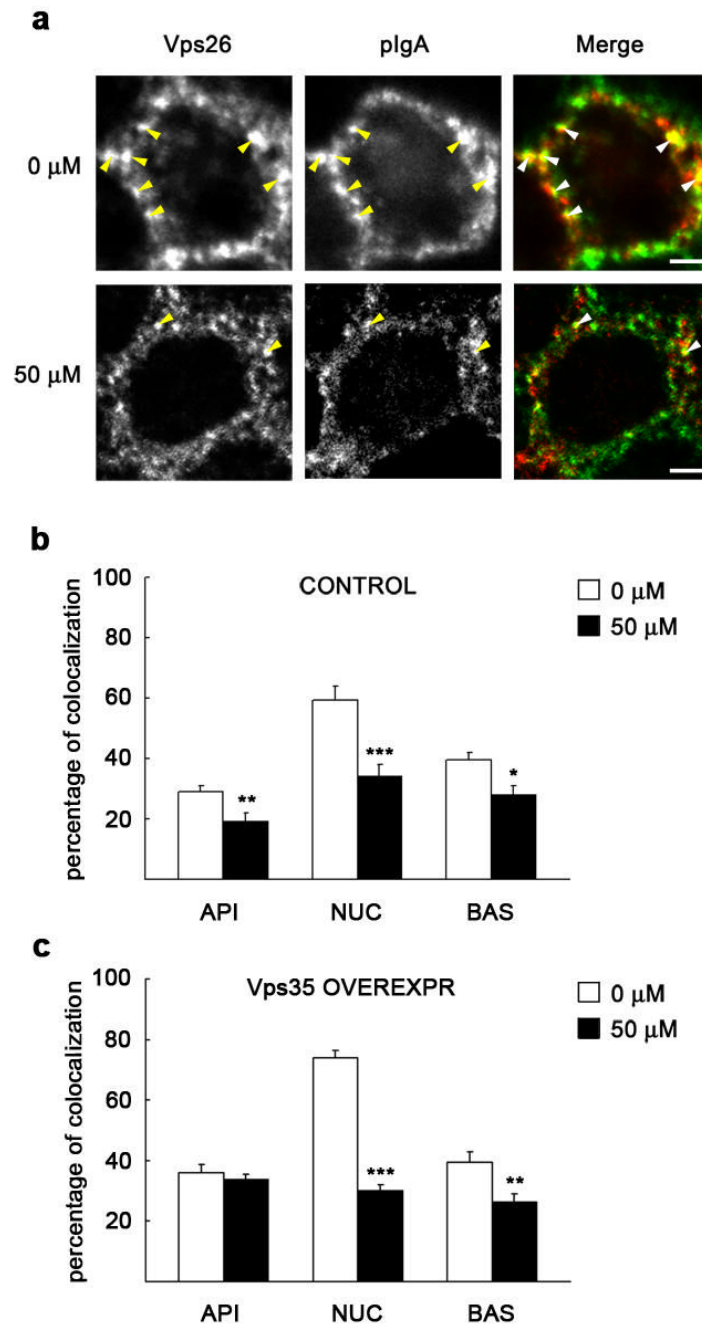 a
Vps26 pIgA Merge
0 μM
50 μM
b
CONTROL
0 μM
50 μM
percentage of colocalization
100
80
60
40
20
** *** *
API NUC BAS
c
Vps35 OVEREXPR
0 μM
50 μM
percentage of colocalization
100
80
60
40
20
*** **
API NUC BAS